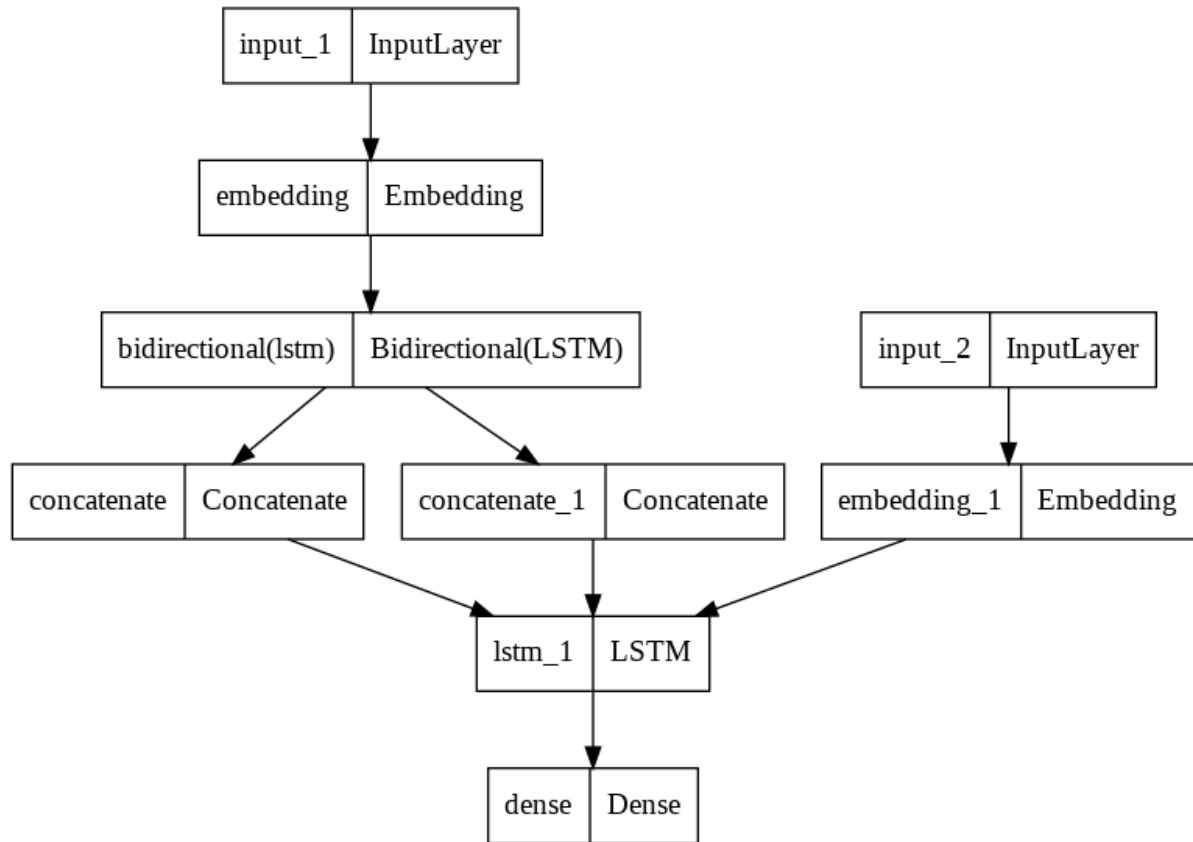 input_1 InputLayer
embedding Embedding
bidirectional(lstm) Bidirectional(LSTM)
input_2 InputLayer
concatenate Concatenate
concatenate_1 Concatenate
embedding_1 Embedding
lstm_1 LSTM
dense Dense